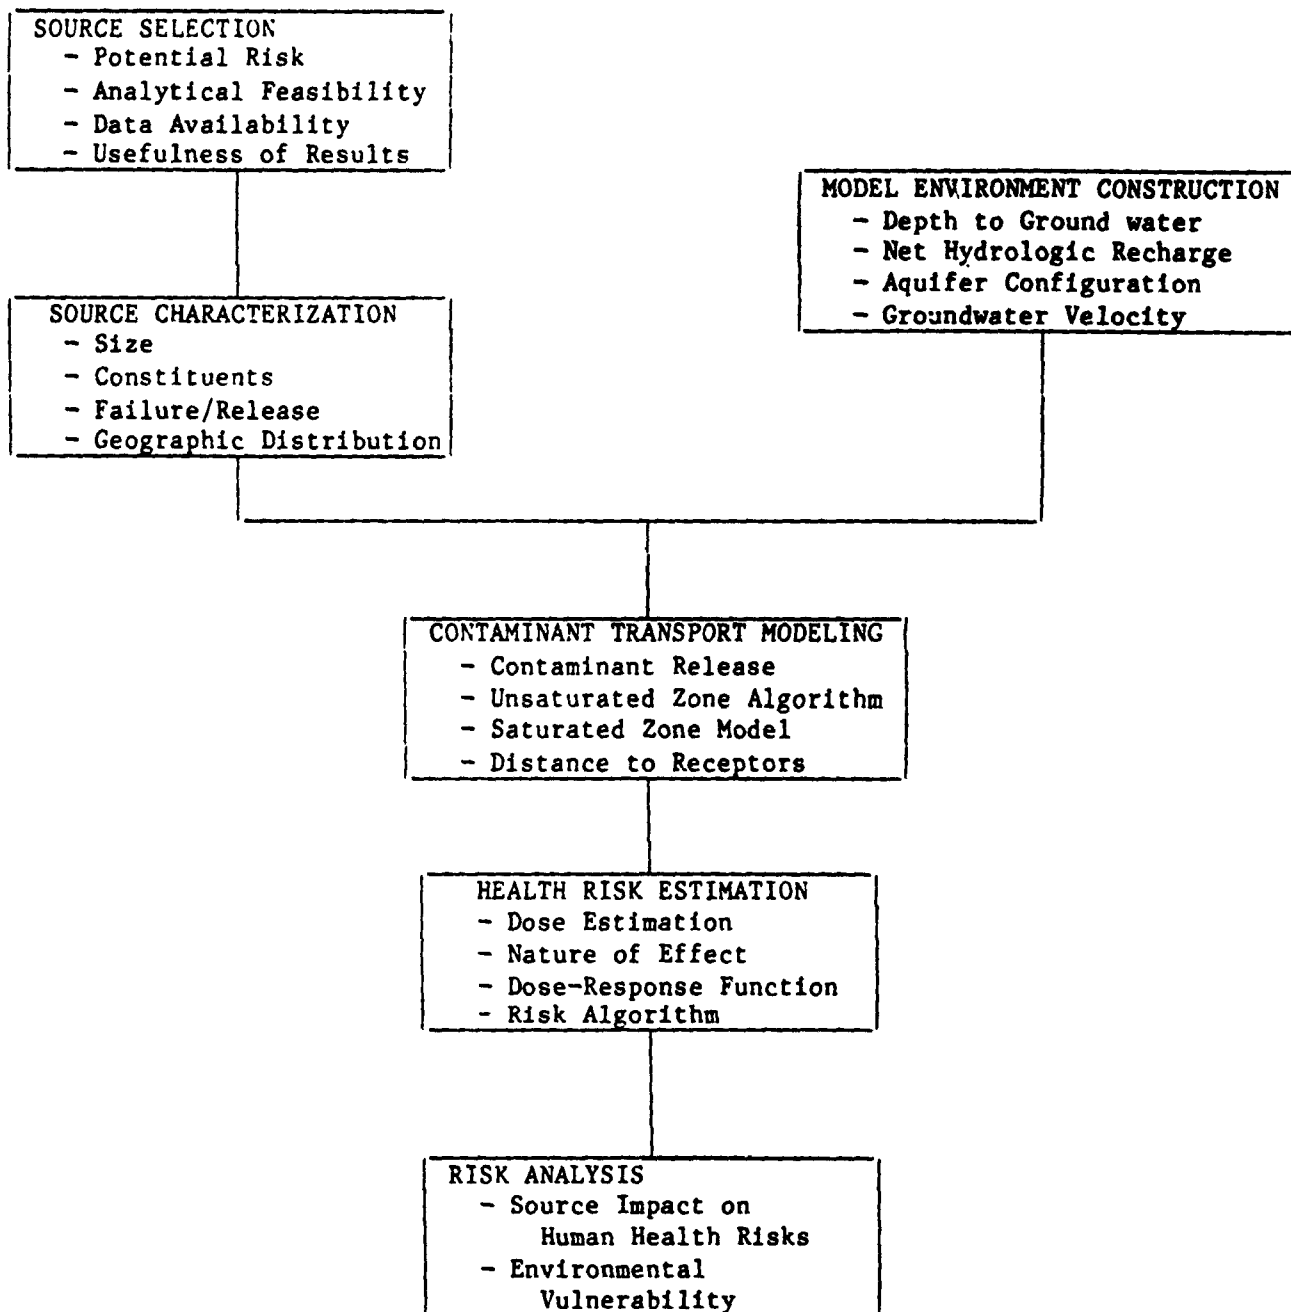 SOURCE SELECTION
- Potential Risk
- Analytical Feasibility
- Data Availability
- Usefulness of Results
MODEL ENVIRONMENT CONSTRUCTION
- Depth to Ground water
- Net Hydrologic Recharge
- Aquifer Configuration
- Groundwater Velocity
SOURCE CHARACTERIZATION
- Size
- Constituents
- Failure/Release
- Geographic Distribution
CONTAMINANT TRANSPORT MODELING
- Contaminant Release
- Unsaturated Zone Algorithm
- Saturated Zone Model
- Distance to Receptors
HEALTH RISK ESTIMATION
- Dose Estimation
- Nature of Effect
- Dose-Response Function
- Risk Algorithm
RISK ANALYSIS
- Source Impact on
Human Health Risks
- Environmental
Vulnerability